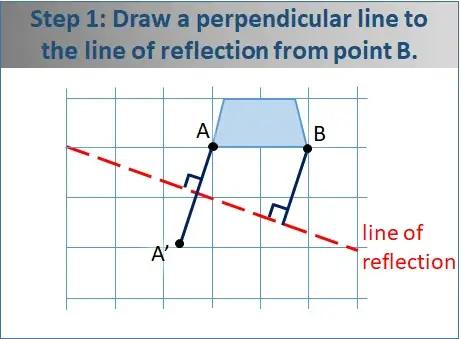 Step 1: Draw a perpendicular line to
the line of reflection from point B.
A
B
A′
line of
reflection